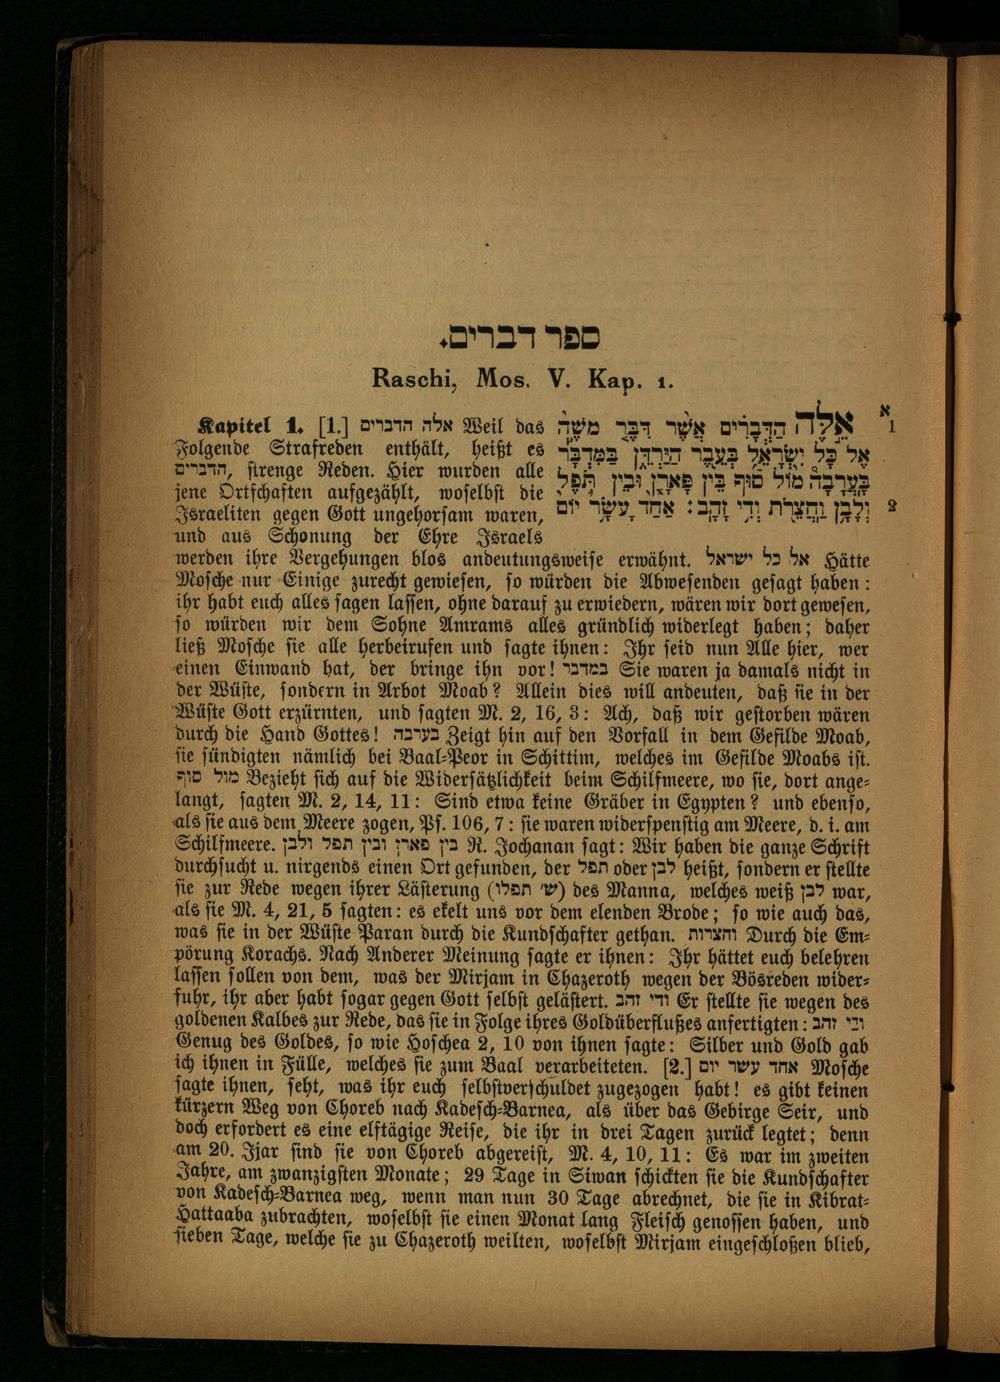 ספר דברים.
Raschi, Mos. V. Kap. 1.
א
1
אֵלֶּה הַדְּבָרִים אֲשֶׁר דִּבֶּר מֹשֶׁה
אֶל כָּל יִשְׂרָאֵל בְּעֵבֶר הַיַּרְדֵּן בַּמִּדְבָּר
בָּעֲרָבָה מוֹל סוּף בֵּין פָּארָן וּבֵין תֹּפֶל
2 וְלָבָן וַחֲצֵרֹת וְדִי זָהָב : אַחַד עָשָׂר יוֹם
Kapitel 1. [1.] אלה הדברים Weil das
Folgende Strafreden enthält, heißt es
הדברים, strenge Reden. Hier wurden alle
jene Ortschaften aufgezählt, woselbst die
Israeliten gegen Gott ungehorsam waren,
und aus Schonung der Ehre Israels
werden ihre Vergehungen blos andeutungsweise erwähnt. אל כל ישראל Hätte
Mosche nur Einige zurecht gewiesen, so würden die Abwesenden gesagt haben :
ihr habt euch alles sagen lassen, ohne darauf zu erwiedern, wären wir dort gewesen,
so würden wir dem Sohne Amrams alles gründlich widerlegt haben; daher
ließ Mosche sie alle herbeirufen und sagte ihnen: Ihr seid nun Alle hier, wer
einen Einwand hat, der bringe ihn vor! במדבר Sie waren ja damals nicht in
der Wüste, sondern in Arbot Moab? Allein dies will andeuten, daß sie in der
Wüste Gott erzürnten, und sagten M. 2, 16, 3: Ach, daß wir gestorben wären
durch die Hand Gottes! בערבה Zeigt hin auf den Vorfall in dem Gefilde Moab,
sie sündigten nämlich bei Baal-Peor in Schittim, welches im Gefilde Moabs ist.
מול סוף Bezieht sich auf die Widersätzlichkeit beim Schilfmeere, wo sie, dort ange-
langt, sagten M. 2, 14, 11: Sind etwa keine Gräber in Egypten? und ebenso,
als sie aus dem Meere zogen, Ps. 106, 7: sie waren widerspenstig am Meere, d. i. am
Schilfmeere. בין פארן ובין תפל ולבן R. Jochanan sagt: Wir haben die ganze Schrift
durchsucht u. nirgends einen Ort gefunden, der תפל oder לבן heißt, sondern er stellte
sie zur Rede wegen ihrer Lästerung (ש׳ תפלו) des Manna, welches weiß לבן war,
als sie M. 4, 21, 5 sagten: es ekelt uns vor dem elenden Brode; so wie auch das,
was sie in der Wüste Paran durch die Kundschafter gethan. וחצרות Durch die Em-
pörung Korachs. Nach Anderer Meinung sagte er ihnen: Ihr hättet euch belehren
lassen sollen von dem, was der Mirjam in Chazeroth wegen der Bösreden wider-
fuhr, ihr aber habt sogar gegen Gott selbst gelästert. ודי זהב Er stellte sie wegen des
goldenen Kalbes zur Rede, das sie in Folge ihres Goldüberflußes anfertigten: ודי זהב
Genug des Goldes, so wie Hoschea 2, 10 von ihnen sagte: Silber und Gold gab
ich ihnen in Fülle, welches sie zum Baal verarbeiteten. [2.] אחד עשר יום Mosche
sagte ihnen, seht, was ihr euch selbstverschuldet zugezogen habt! es gibt keinen
kürzern Weg von Choreb nach Kadesch-Barnea, als über das Gebirge Seir, und
doch erfordert es eine elftägige Reise, die ihr in drei Tagen zurück legtet; denn
am 20. Ijar sind sie von Choreb abgereist, M. 4, 10, 11: Es war im zweiten
Jahre, am zwanzigsten Monate; 29 Tage in Siwan schickten sie die Kundschafter
von Kadesch-Barnea weg, wenn man nun 30 Tage abrechnet, die sie in Kibrat-
Hattaaba zubrachten, woselbst sie einen Monat lang Fleisch genossen haben, und
sieben Tage, welche sie zu Chazeroth weilten, woselbst Mirjam eingeschloßen blieb,